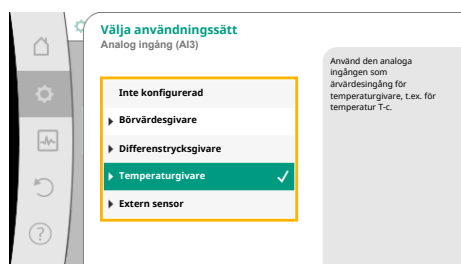 Välja användningssätt
Analog ingång (AI3)
Inte konfigurerad
Börvärdesgivare
Differenstrycksgivare
Temperaturgivare
Extern sensor
Använd den analoga
ingången som
ärvärdesingång för
temperaturgivare, t.ex. för
temperatur T-c.